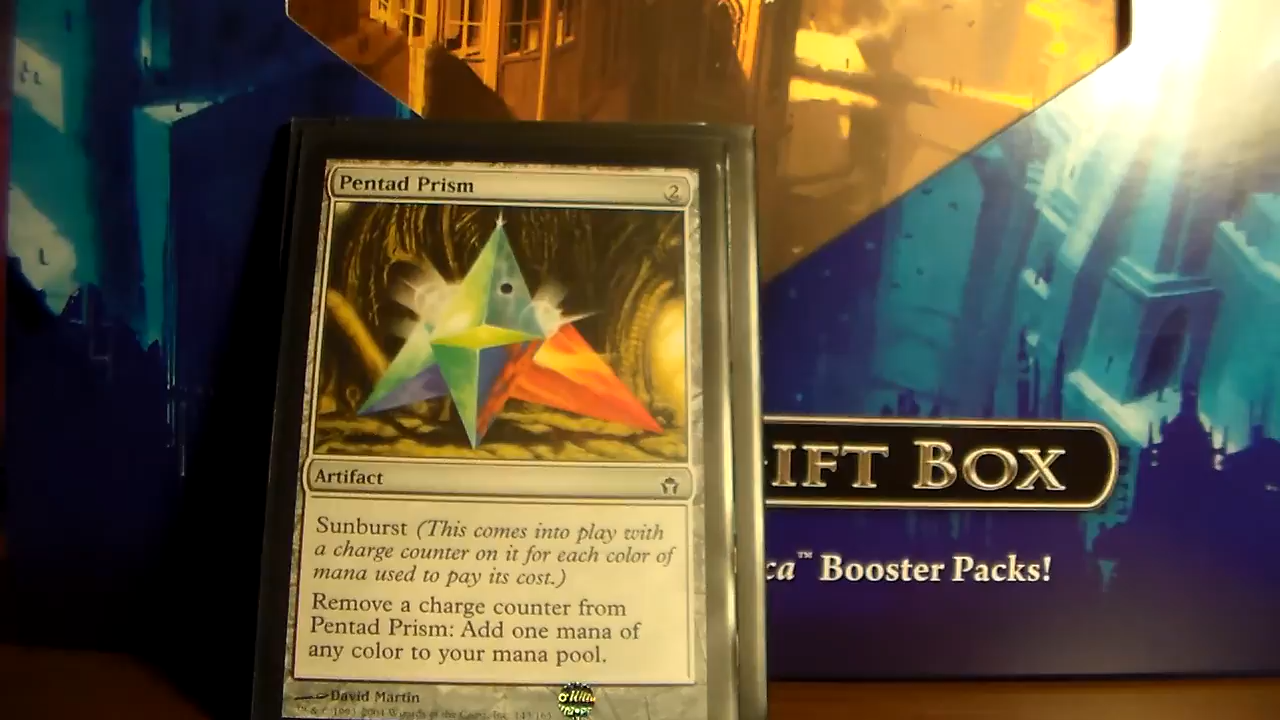 Pentad Prism 2
Artifact
Sunburst (This comes into play with
a charge counter on it for each color of
mana used to pay its cost.)
Remove a charge counter from
Pentad Prism: Add one mana of
any color to your mana pool.
David Martin
IFT BOX
ca™ Booster Packs!